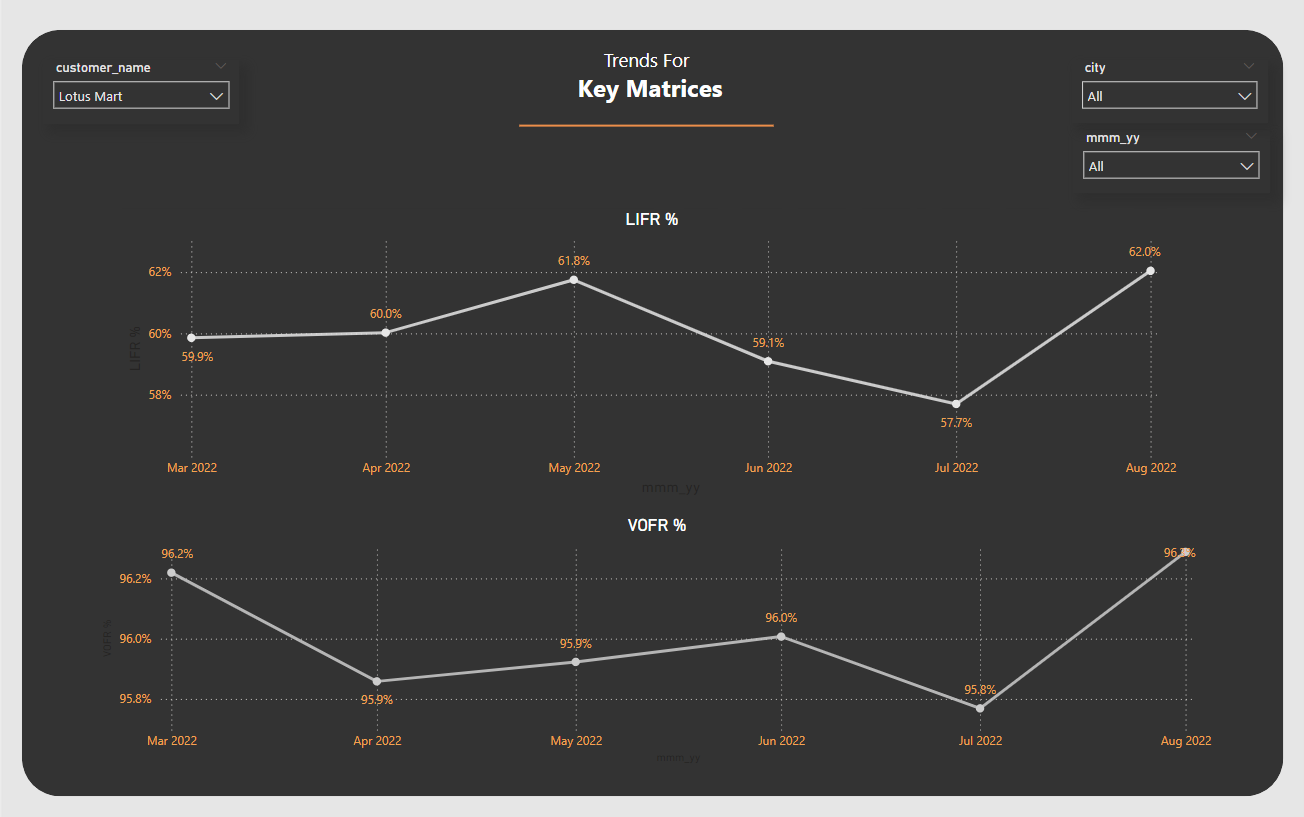 Trends For
Key Matrices
customer_name
Lotus Mart
city
All
mmm_yy
All
LIFR %
62%
60%
58%
LIFR %
59.9%
60.0%
61.8%
59.1%
57.7%
62.0%
Mar 2022
Apr 2022
May 2022
Jun 2022
Jul 2022
Aug 2022
mmm_yy
VOFR %
96.2%
96.0%
95.8%
VOFR %
96.2%
95.9%
95.9%
96.0%
95.8%
Mar 2022
Apr 2022
May 2022
Jun 2022
Jul 2022
Aug 2022
mmm_yy